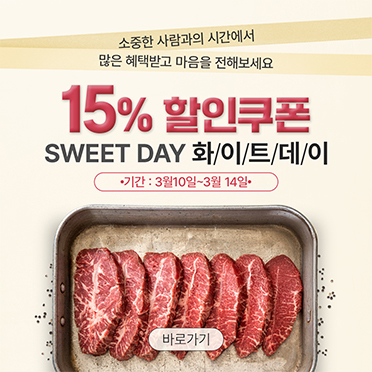 소중한 사람과의 시간에서
많은 혜택받고 마음을 전해보세요
15% 할인쿠폰
SWEET DAY 화/이/트/데/이
•기간 : 3월10일~3월 14일•
바로가기